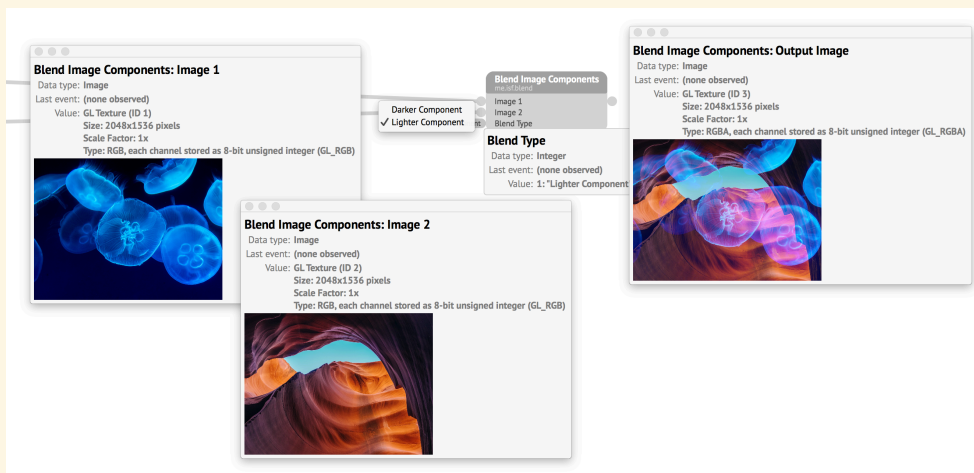 Blend Image Components: Image 1
Data type: Image
Last event: (none observed)
Value: GL Texture (ID 1)
Size: 2048x1536 pixels
Scale Factor: 1x
Type: RGB, each channel stored as 8-bit unsigned integer (GL_RGB)
Darker Component
✓ Lighter Component
Blend Image Components
me.isf.blend
Image 1
Image 2
Blend Type
Blend Type
Data type: Integer
Last event: (none observed)
Value: 1: "Lighter Component
Blend Image Components: Image 2
Data type: Image
Last event: (none observed)
Value: GL Texture (ID 2)
Size: 2048x1536 pixels
Scale Factor: 1x
Type: RGB, each channel stored as 8-bit unsigned integer (GL_RGB)
Blend Image Components: Output Image
Data type: Image
Last event: (none observed)
Value: GL Texture (ID 3)
Size: 2048x1536 pixels
Scale Factor: 1x
Type: RGBA, each channel stored as 8-bit unsigned integer (GL_RGBA)